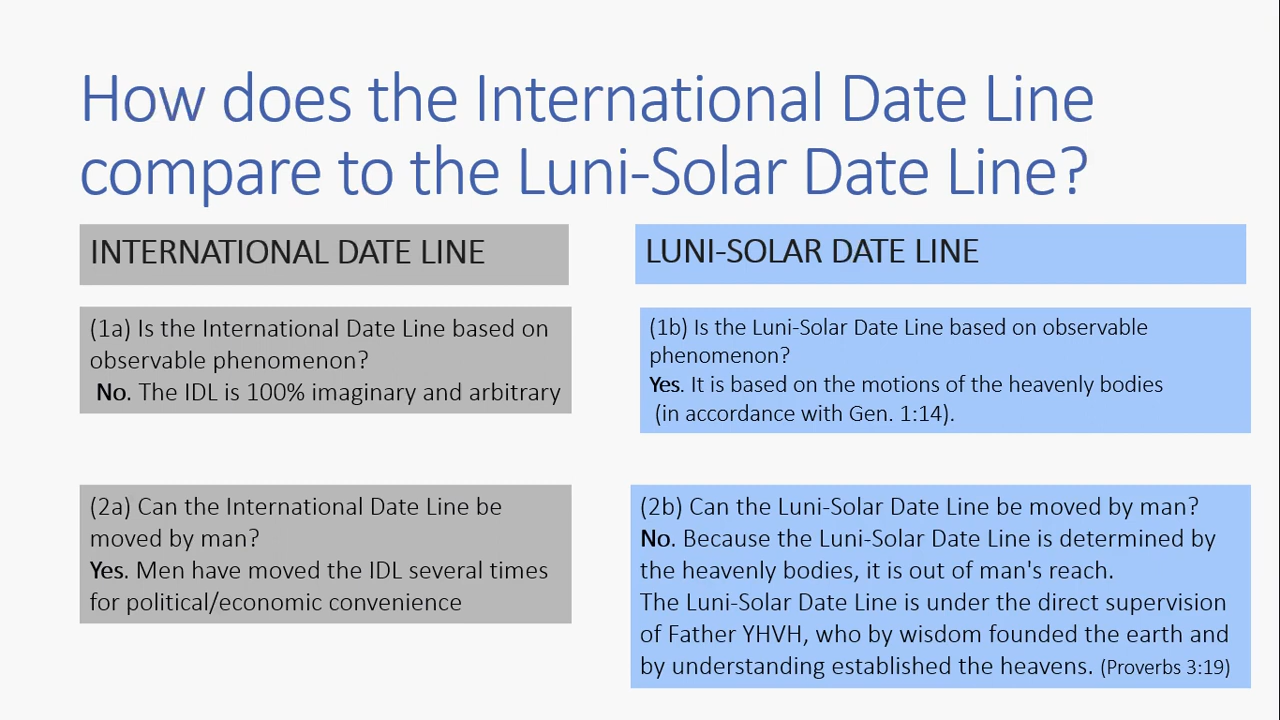 How does the International Date Line
compare to the Luni-Solar Date Line?
INTERNATIONAL DATE LINE
LUNI-SOLAR DATE LINE
(1a) Is the International Date Line based on
observable phenomenon?
No. The IDL is 100% imaginary and arbitrary
(1b) Is the Luni-Solar Date Line based on observable
phenomenon?
Yes. It is based on the motions of the heavenly bodies
(in accordance with Gen. 1:14).
(2a) Can the International Date Line be
moved by man?
Yes. Men have moved the IDL several times
for political/economic convenience
(2b) Can the Luni-Solar Date Line be moved by man?
No. Because the Luni-Solar Date Line is determined by
the heavenly bodies, it is out of man's reach.
The Luni-Solar Date Line is under the direct supervision
of Father YHVH, who by wisdom founded the earth and
by understanding established the heavens. (Proverbs 3:19)